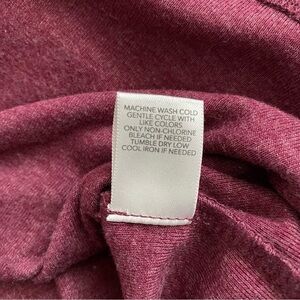 MACHINE WASH COLD
GENTLE CYCLE WITH
LIKE COLORS
ONLY NON-CHLORINE
BLEACH IF NEEDED
TUMBLE DRY LOW
COOL IRON IF NEEDED